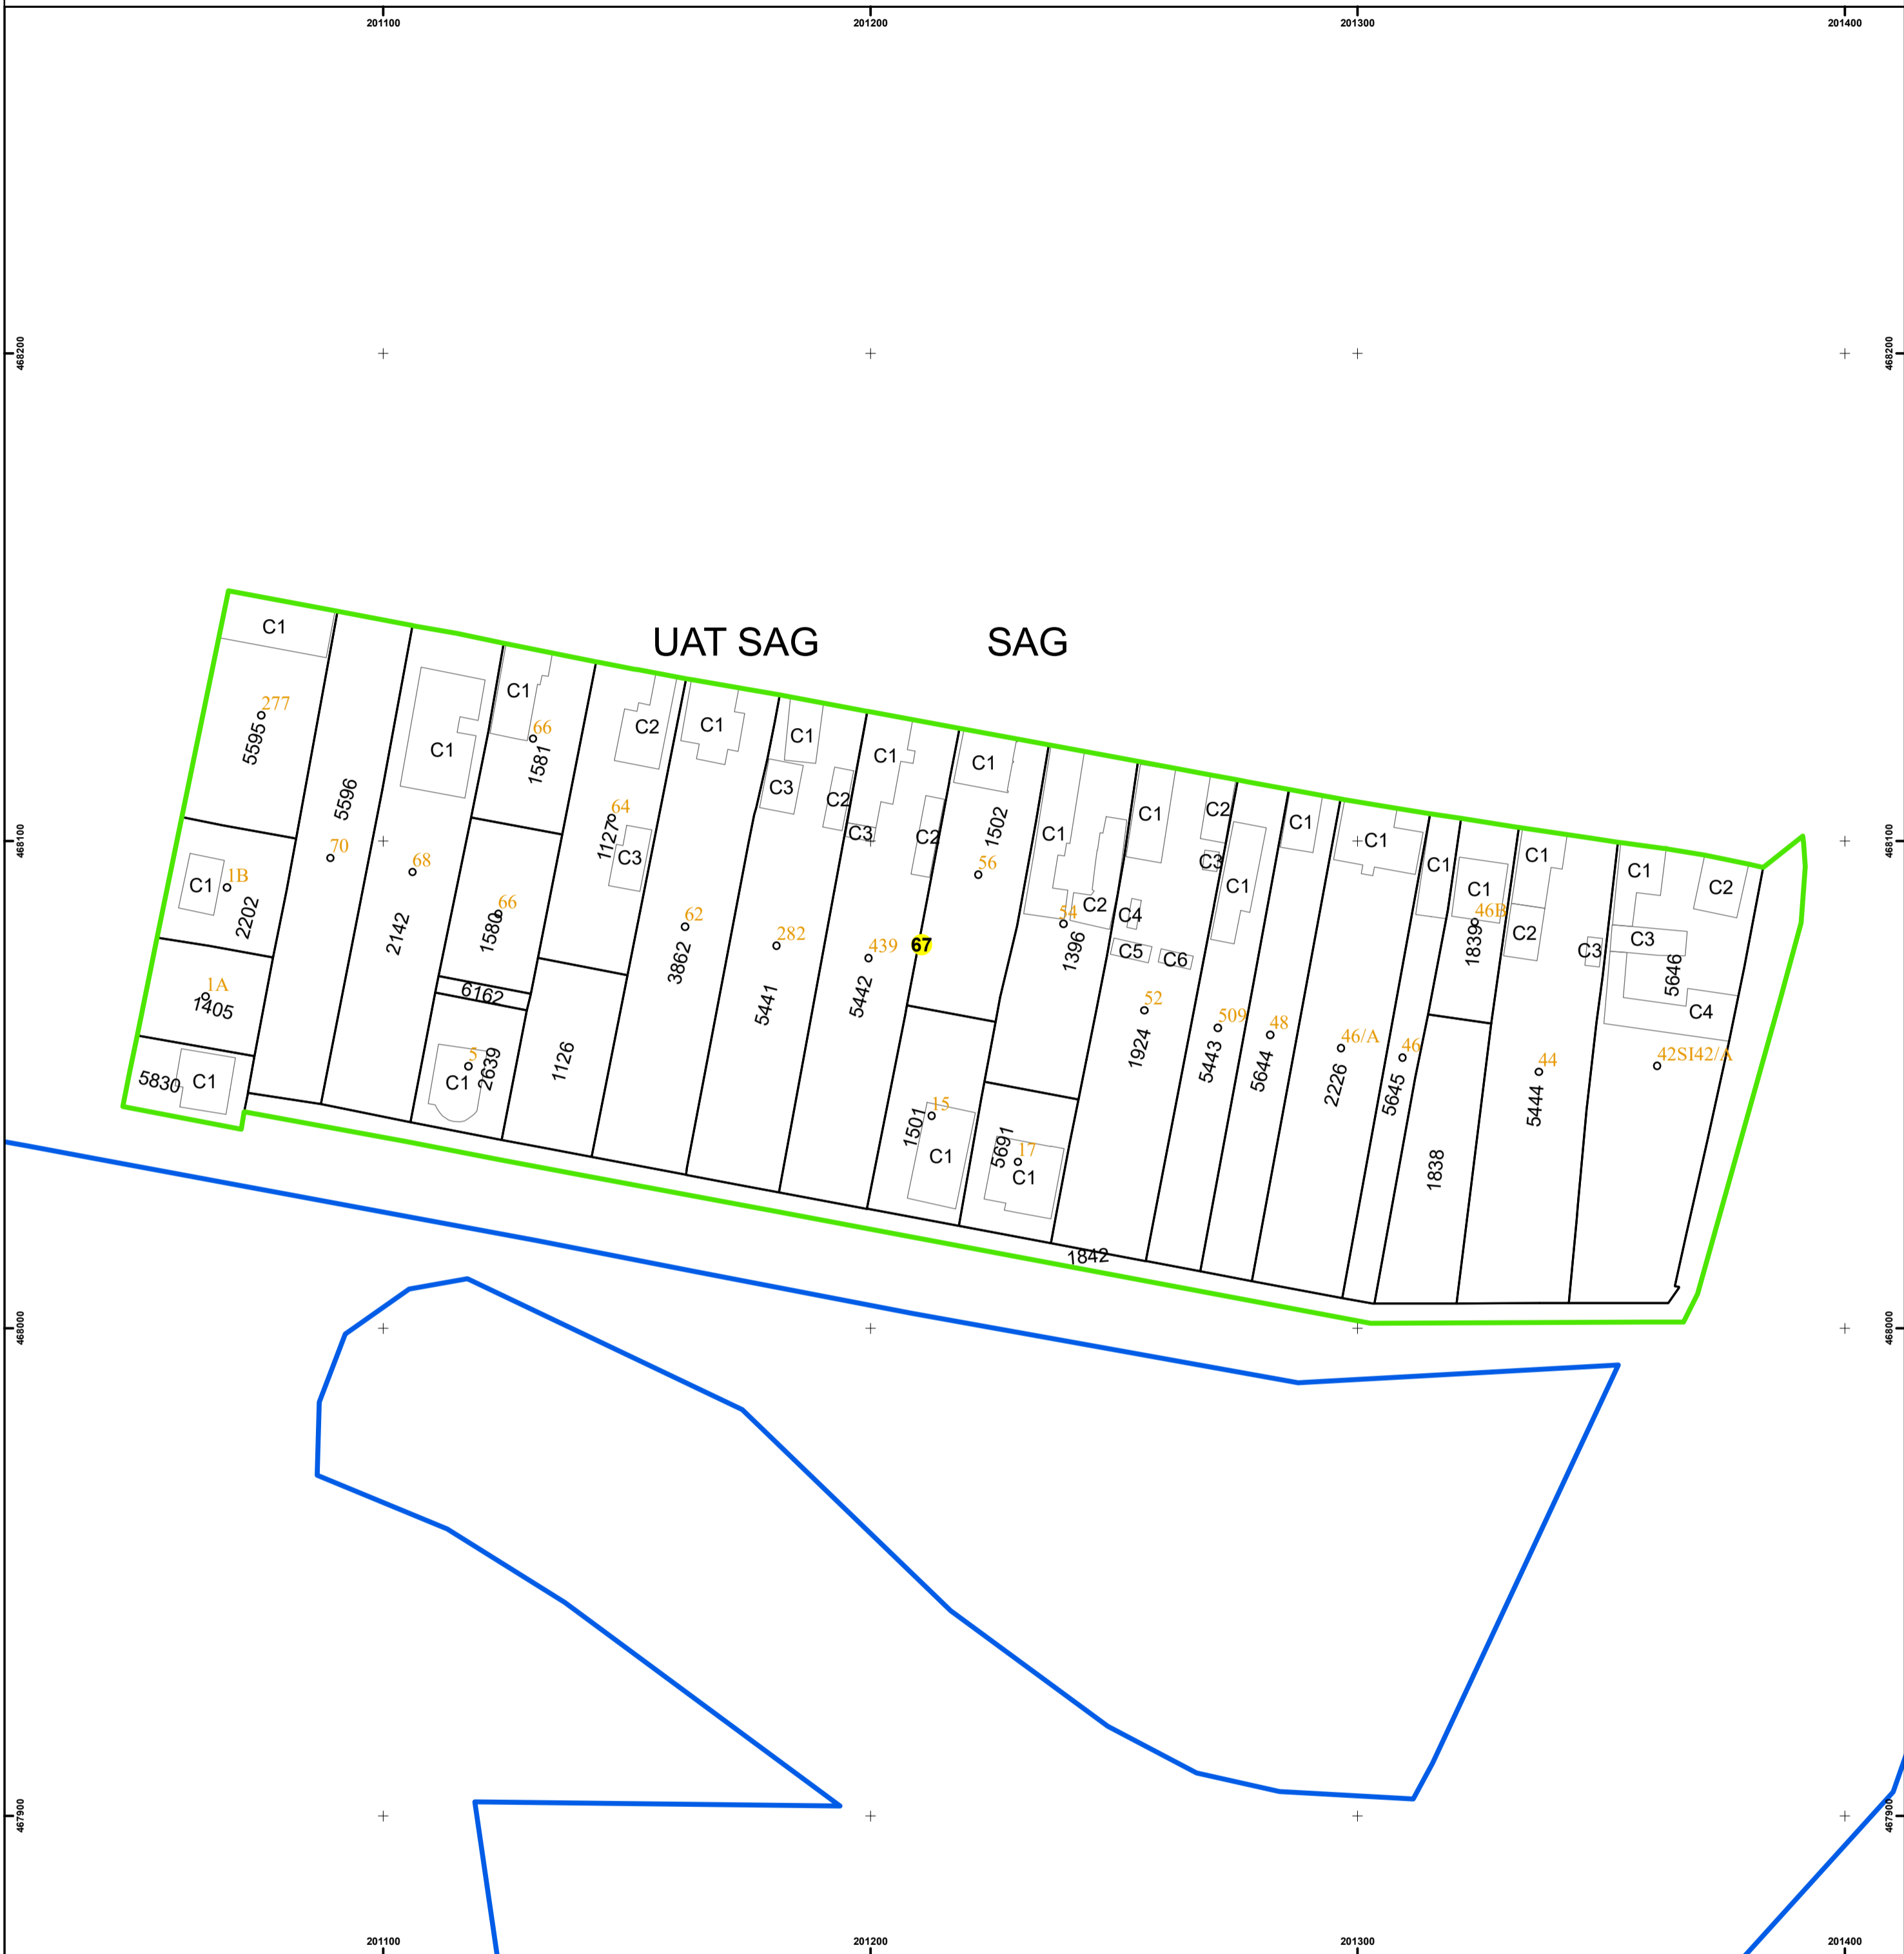 201100 201200 201300 201400
468200 468200
UAT SAG SAG
C1
C1
277
5595
C1
66
1581
C2
C1
C1
C1
C1
C3
C2
C3
C2
C1
1502
C1
C1
C2
C3
C1
C1
C1
C1
C1
C1
C1
C2
468100 468100
5596
70
68
64
1127
C3
56
C2
C4
C5
C6
46B
1839
C2
C3
C3
5646
C4
C1
1B
2202
2142
66
1580
62
3862
282
439
67
54
1396
1A
1405
6162
5441
5442
52
1924
509
5443
48
5644
46/A
2226
46
5645
44
5444
42SI42/A
5830
C1
5
C1
2639
1126
1501
15
C1
5691
17
C1
1838
1842
468000 468000
467900 467900
201100 201200 201300 201400